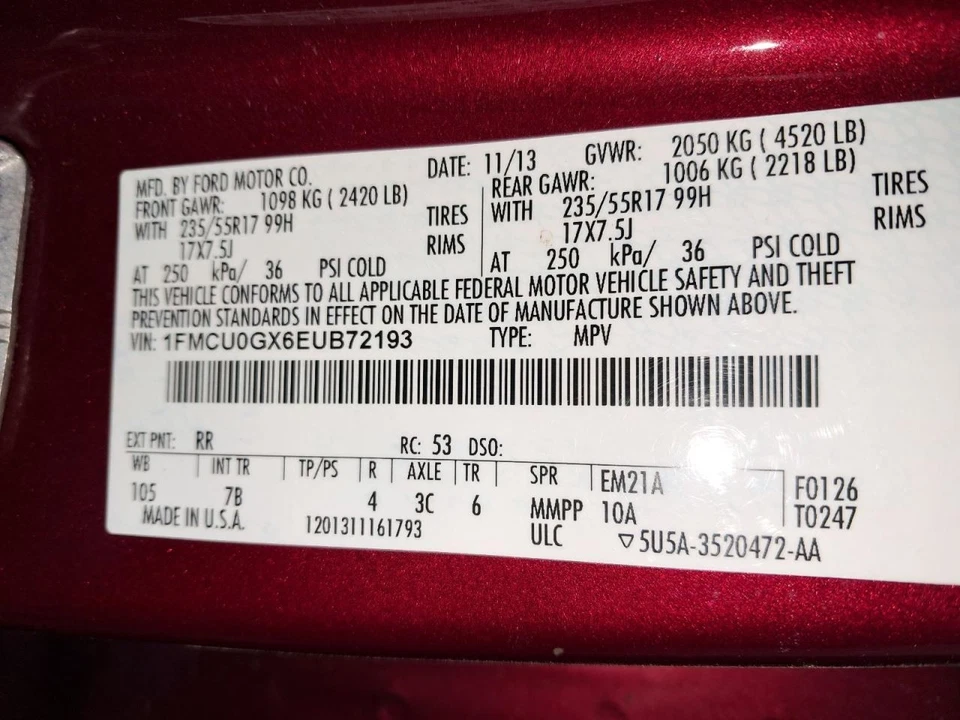 MFD. BY FORD MOTOR CO. DATE: 11/13 GVWR: 2050 KG ( 4520 LB)
FRONT GAWR: 1098 KG ( 2420 LB) REAR GAWR: 1006 KG ( 2218 LB)
WITH 235/55R17 99H TIRES WITH 235/55R17 99H TIRES
17X7.5J RIMS 17X7.5J RIMS
AT 250 kPa/ 36 PSI COLD AT 250 kPa/ 36 PSI COLD
THIS VEHICLE CONFORMS TO ALL APPLICABLE FEDERAL MOTOR VEHICLE SAFETY AND THEFT
PREVENTION STANDARDS IN EFFECT ON THE DATE OF MANUFACTURE SHOWN ABOVE.
VIN: 1FMCU0GX6EUB72193 TYPE: MPV
EXT PNT: RR RC: 53 DSO:
WB INT TR TP/PS R AXLE TR SPR EM21A F0126
105 7B 4 3C 6 MMPP 10A T0247
MADE IN U.S.A. 1201311161793 ULC ▽5U5A-3520472-AA